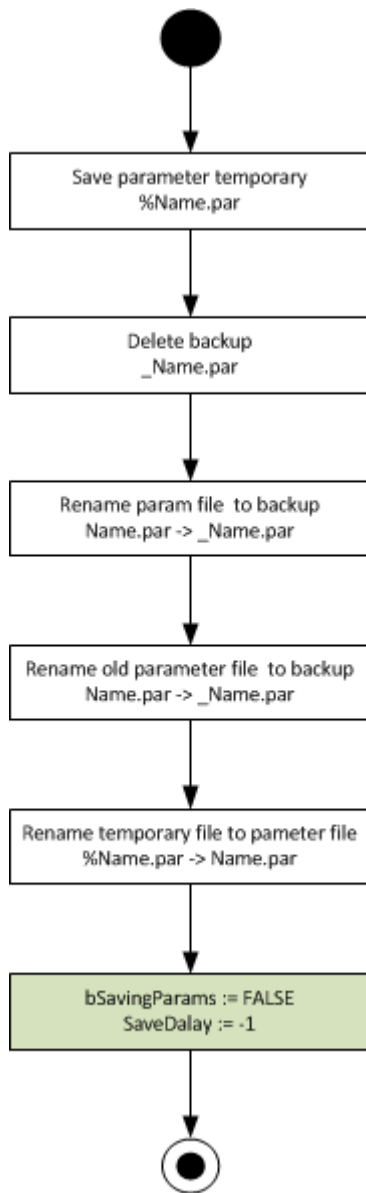 Save parameter temporary
%Name.par
Delete backup
_Name.par
Rename param file  to backup
Name.par -> _Name.par
Rename old parameter file  to backup
Name.par -> _Name.par
Rename temporary file to pameter file
%Name.par -> Name.par
bSavingParams := FALSE
SaveDalay := -1